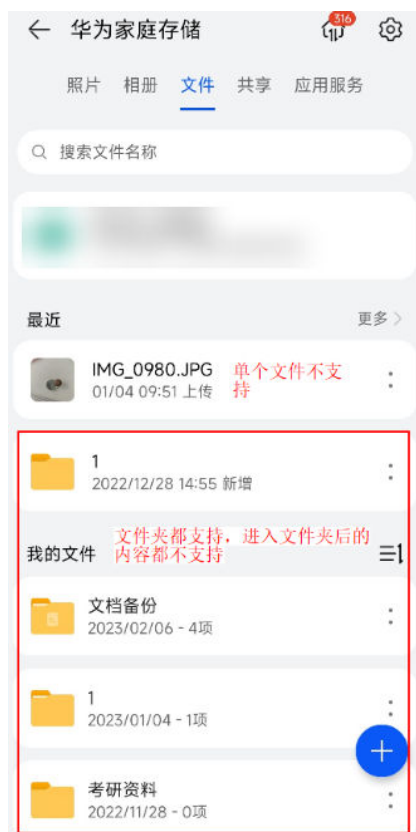 华为家庭存储
316
照片 相册 文件 共享 应用服务
搜索文件名称
最近 更多
IMG_0980.JPG
01/04 09:51 上传
单个文件不支
持
1
2022/12/28 14:55 新增
文件夹都支持，进入文件夹后的
内容都不支持
我的文件
文档备份
2023/02/06 - 4项
1
2023/01/04 - 1项
考研资料
2022/11/28 - 0项